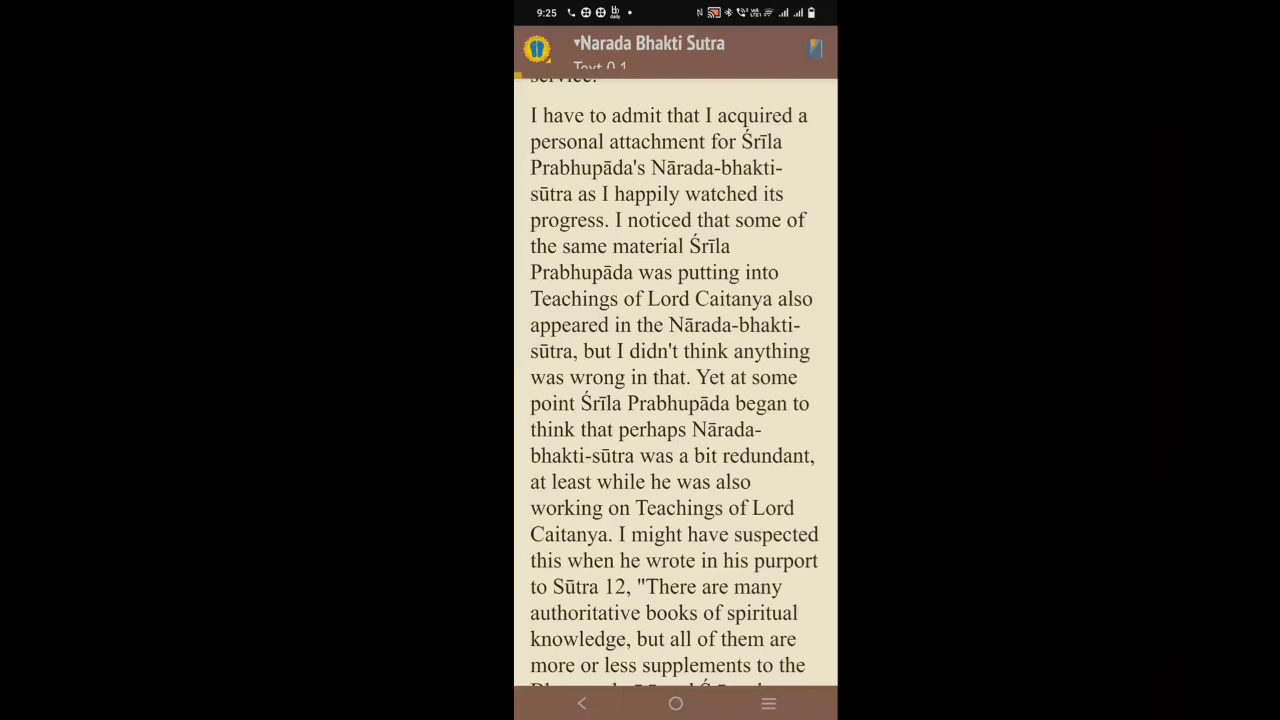 9:25
▾Narada Bhakti Sutra
Text 0.1
service.
I have to admit that I acquired a
personal attachment for Śrīla
Prabhupāda's Nārada-bhakti-
sūtra as I happily watched its
progress. I noticed that some of
the same material Śrīla
Prabhupāda was putting into
Teachings of Lord Caitanya also
appeared in the Nārada-bhakti-
sūtra, but I didn't think anything
was wrong in that. Yet at some
point Śrīla Prabhupāda began to
think that perhaps Nārada-
bhakti-sūtra was a bit redundant,
at least while he was also
working on Teachings of Lord
Caitanya. I might have suspected
this when he wrote in his purport
to Sūtra 12, "There are many
authoritative books of spiritual
knowledge, but all of them are
more or less supplements to the